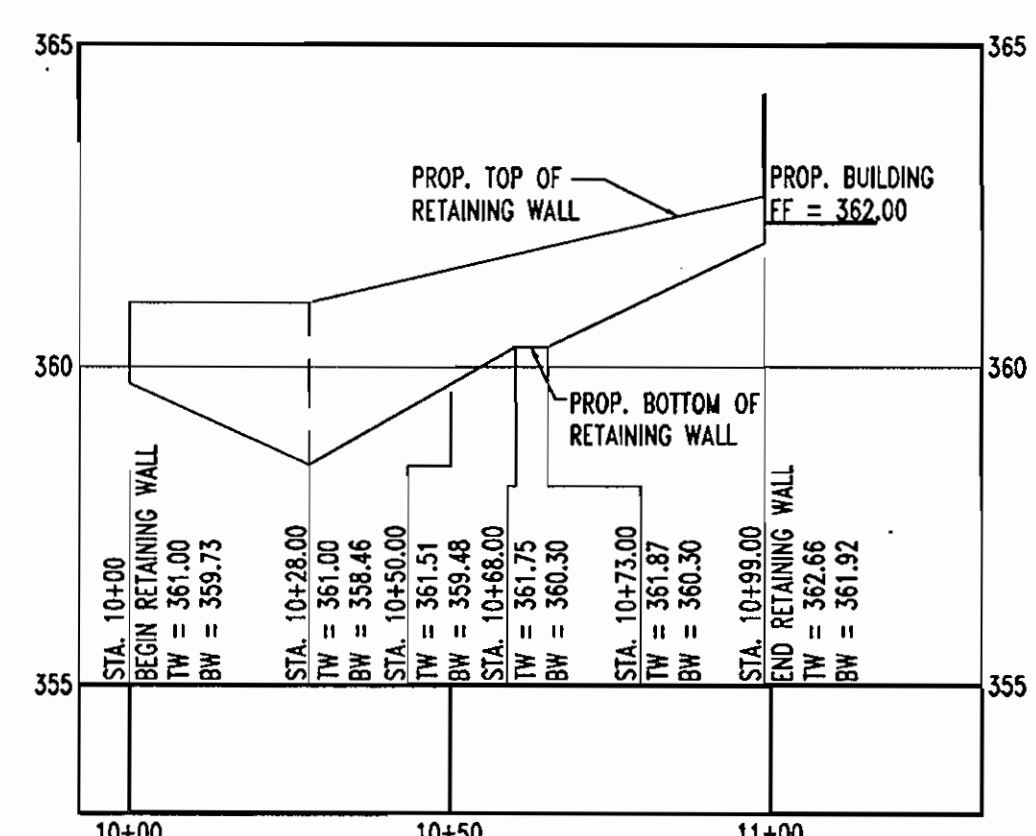 365
365
PROP. TOP OF
RETAINING WALL
PROP. BUILDING
FF = 362.00
360
360
PROP. BOTTOM OF
RETAINING WALL
STA. 10+00
BEGIN RETAINING WALL
TW = 361.00
BW = 359.73
STA. 10+28.00
TW = 361.00
BW = 358.46
STA. 10+50.00
TW = 361.51
BW = 359.48
STA. 10+68.00
TW = 361.75
BW = 360.30
STA. 10+73.00
TW = 361.87
BW = 360.30
STA. 10+99.00
END RETAINING WALL
TW = 362.66
BW = 361.92
355
355
10+00
10+50
11+00